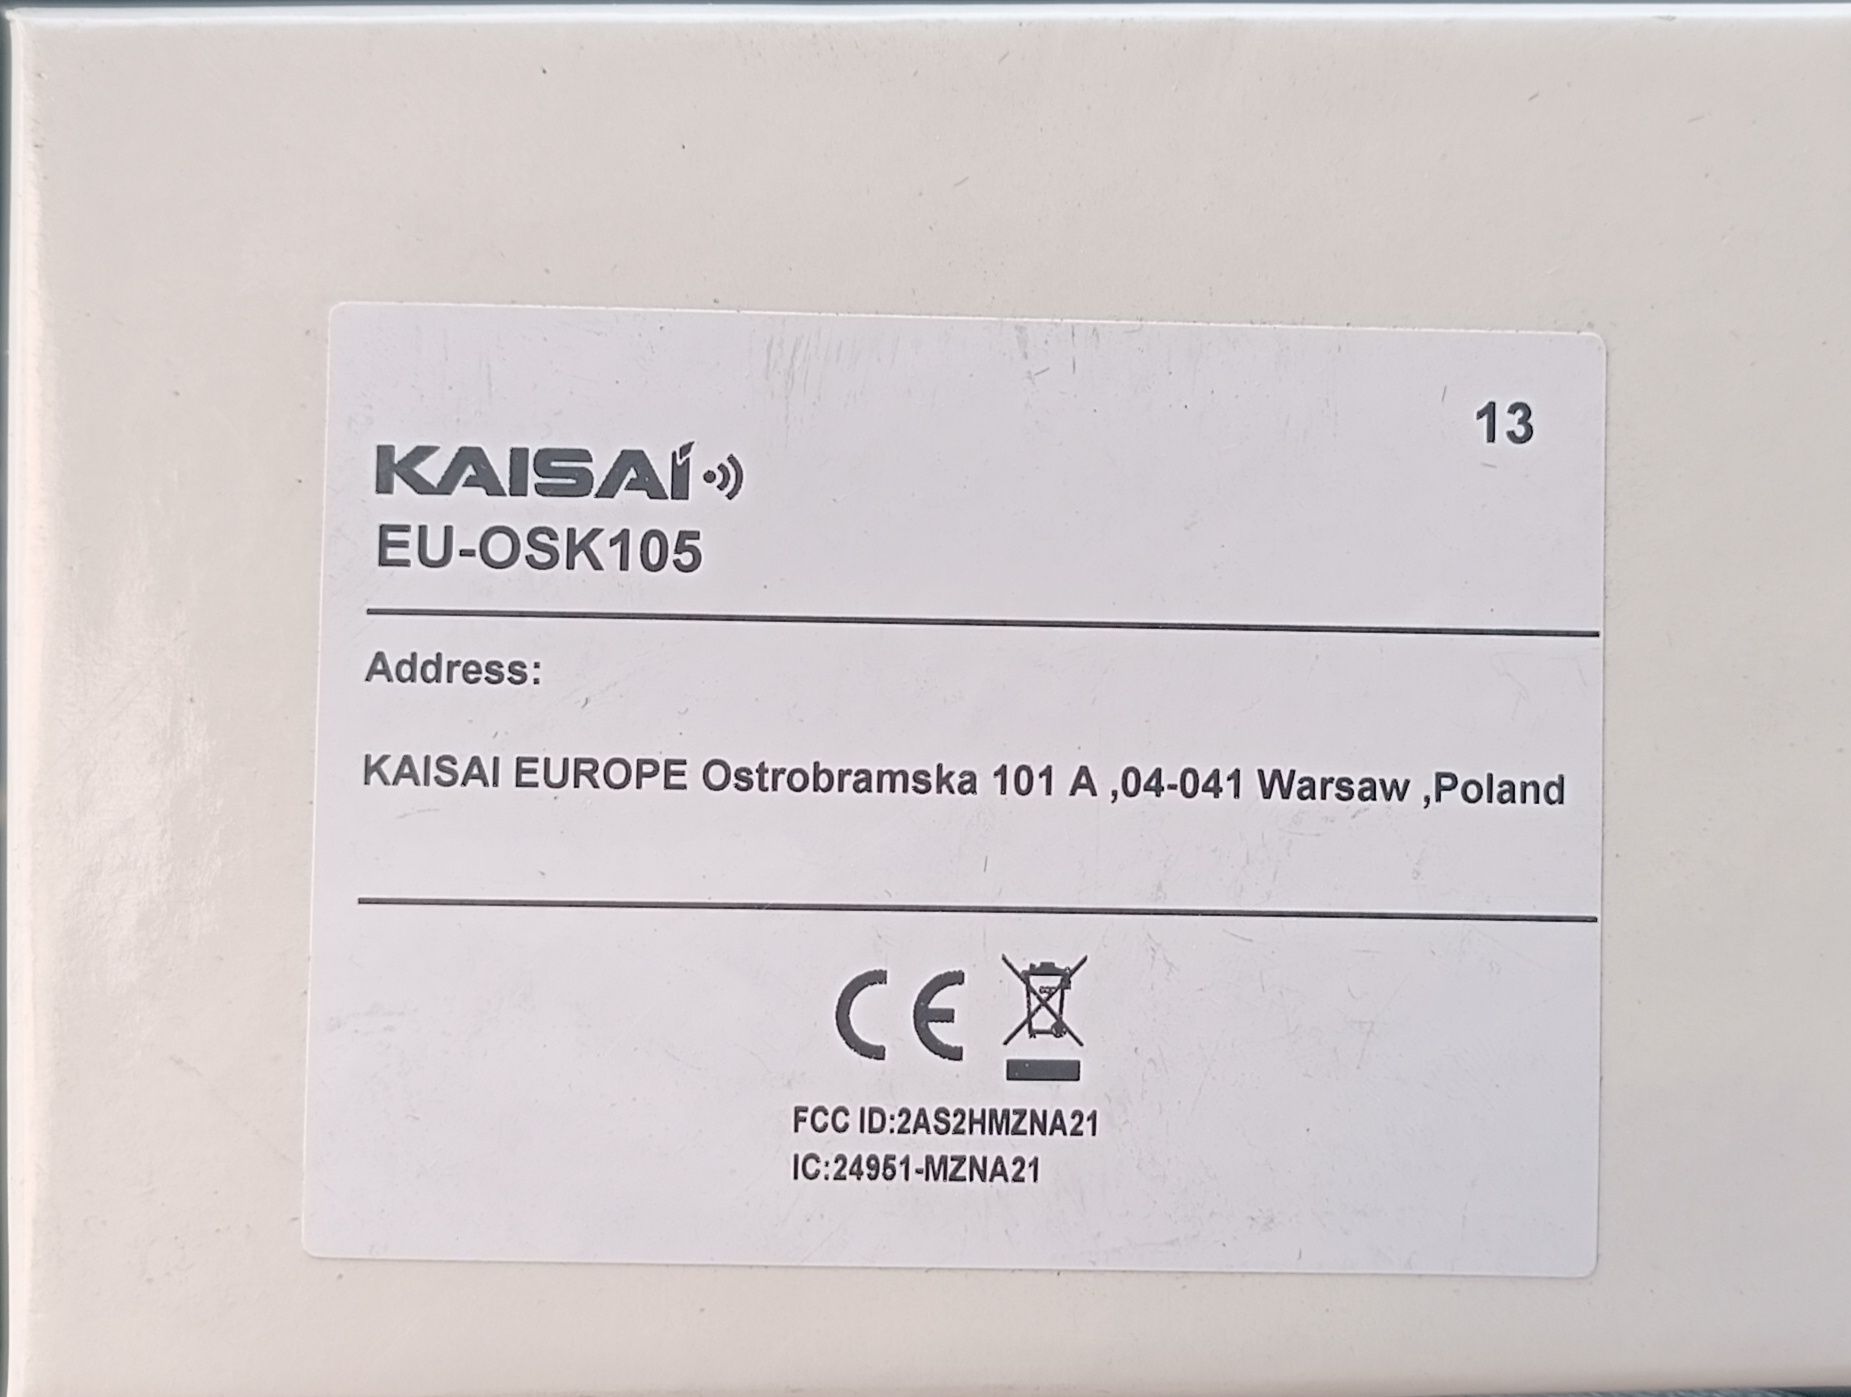 13
KAISAI
EU-OSK105
Address:
KAISAI EUROPE Ostrobramska 101 A ,04-041 Warsaw ,Poland
CE
FCC ID:2AS2HMZNA21
IC:24951-MZNA21